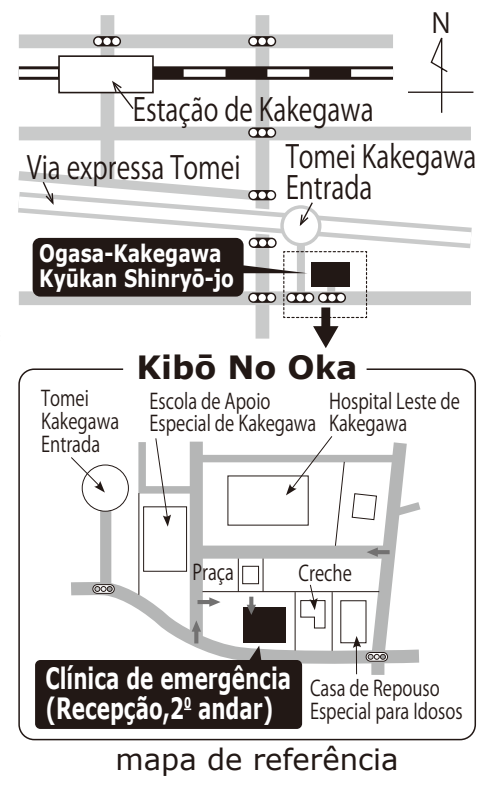 N
Estação de Kakegawa
Via expressa Tomei
Tomei Kakegawa
Entrada
Ogasa-Kakegawa
Kyūkan Shinryō-jo
Kibō No Oka
Tomei
Kakegawa
Entrada
Escola de Apoio
Especial de Kakegawa
Hospital Leste de
Kakegawa
Praça
Creche
Clínica de emergência
(Recepção,2º andar)
Casa de Repouso
Especial para Idosos
mapa de referência